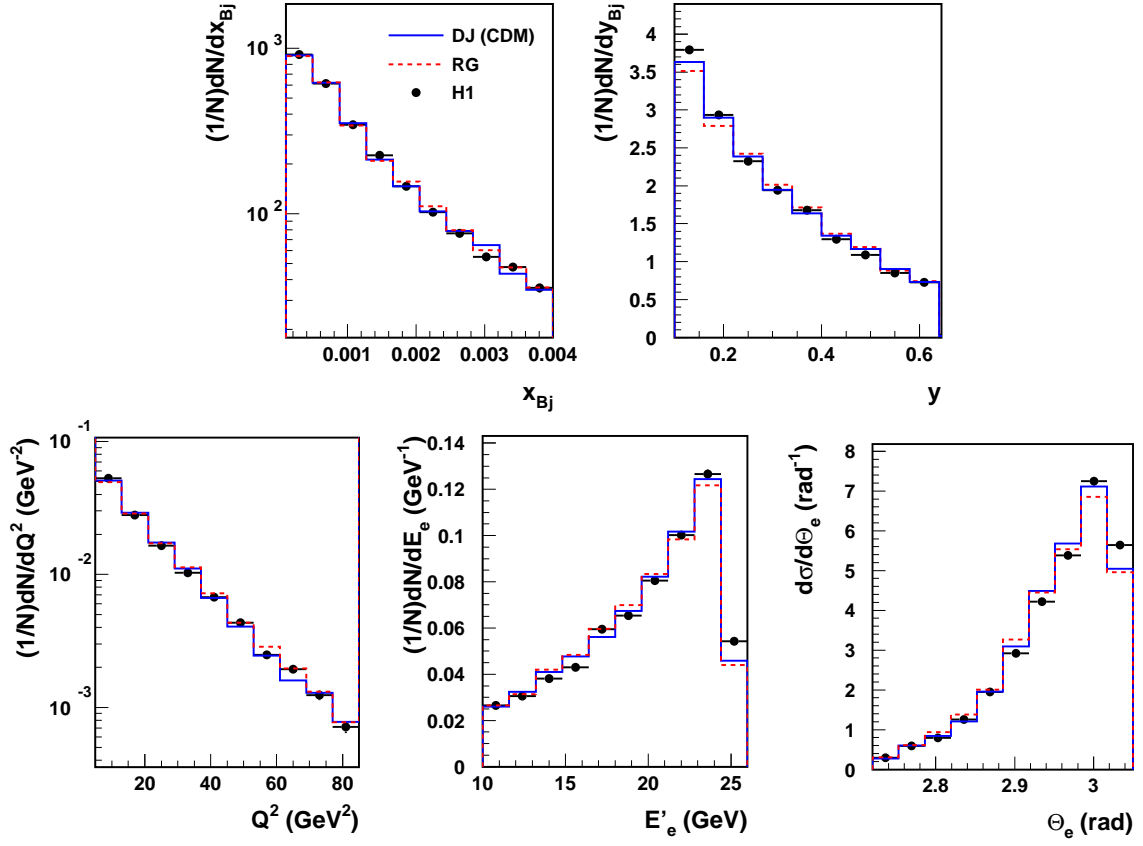 (1/N)dN/dx_Bj
10^3
10^2
DJ (CDM)
RG
H1
0.001 0.002 0.003 0.004
x_Bj
(1/N)dN/dy_Bj
4
3.5
3
2.5
2
1.5
1
0.5
0
0.2 0.4 0.6
y
(1/N)dN/dQ^2 (GeV^-2)
10^-1
10^-2
10^-3
20 40 60 80
Q^2 (GeV^2)
(1/N)dN/dE_e (GeV^-1)
0.14
0.12
0.1
0.08
0.06
0.04
0.02
0
10 15 20 25
E'_e (GeV)
dσ/dΘ_e (rad^-1)
8
7
6
5
4
3
2
1
0
2.8 2.9 3
Θ_e (rad)